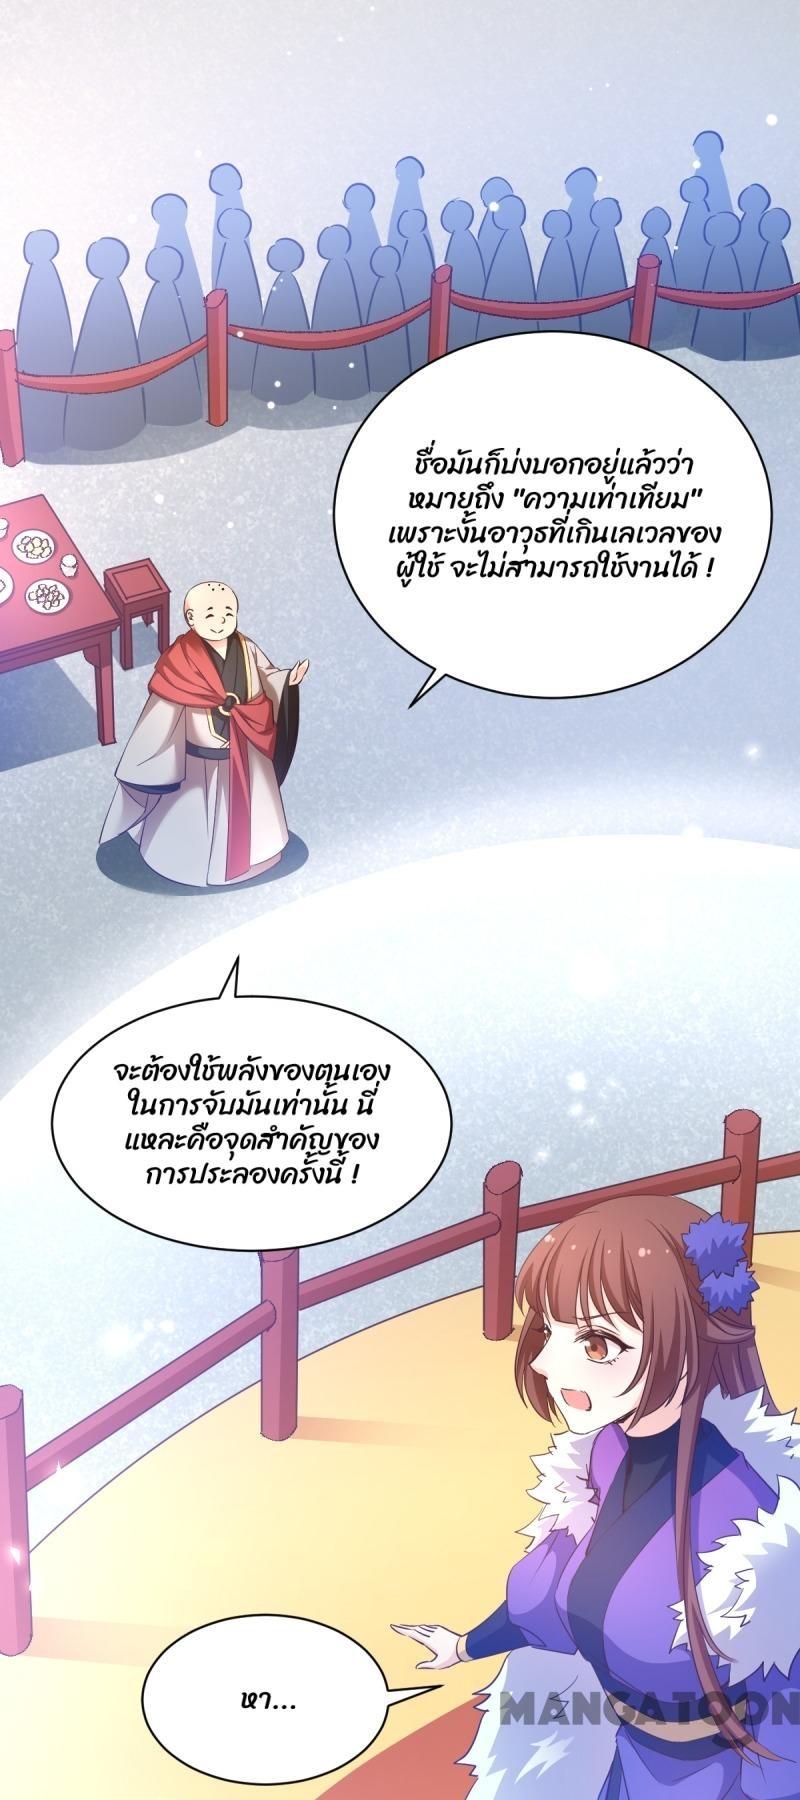 ชื่อมันก็บ่งบอกอยู่แล้วว่า
หมายถึง "ความเท่าเทียม"
เพราะงั้นอาวุธที่เกินเลเวลของ
ผู้ใช้ จะไม่สามารถใช้งานได้ !
จะต้องใช้พลังของตนเอง
ในการจับมันเท่านั้น นี่
แหละคือจุดสำคัญของ
การประลองครั้งนี้ !
หา...
MANGATOON